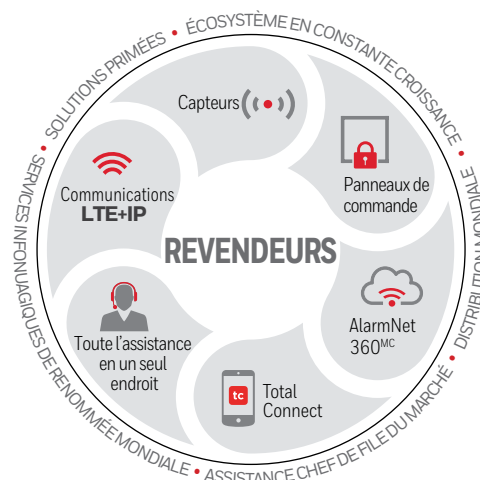 ÉCOSYSTÈME EN CONSTANTE CROISSANCE • DISTRIBUTION MONDIALE • ASSISTANCE CHEF DE FILE DU MARCHÉ • SERVICES INFONUAGIQUES DE RENOMMÉE MONDIALE • SOLUTIONS PRIMÉES •
Capteurs
Panneaux de
commande
AlarmNet
360MC
tc
Total
Connect
Toute l'assistance
en un seul
endroit
Communications
LTE+IP
REVENDEURS